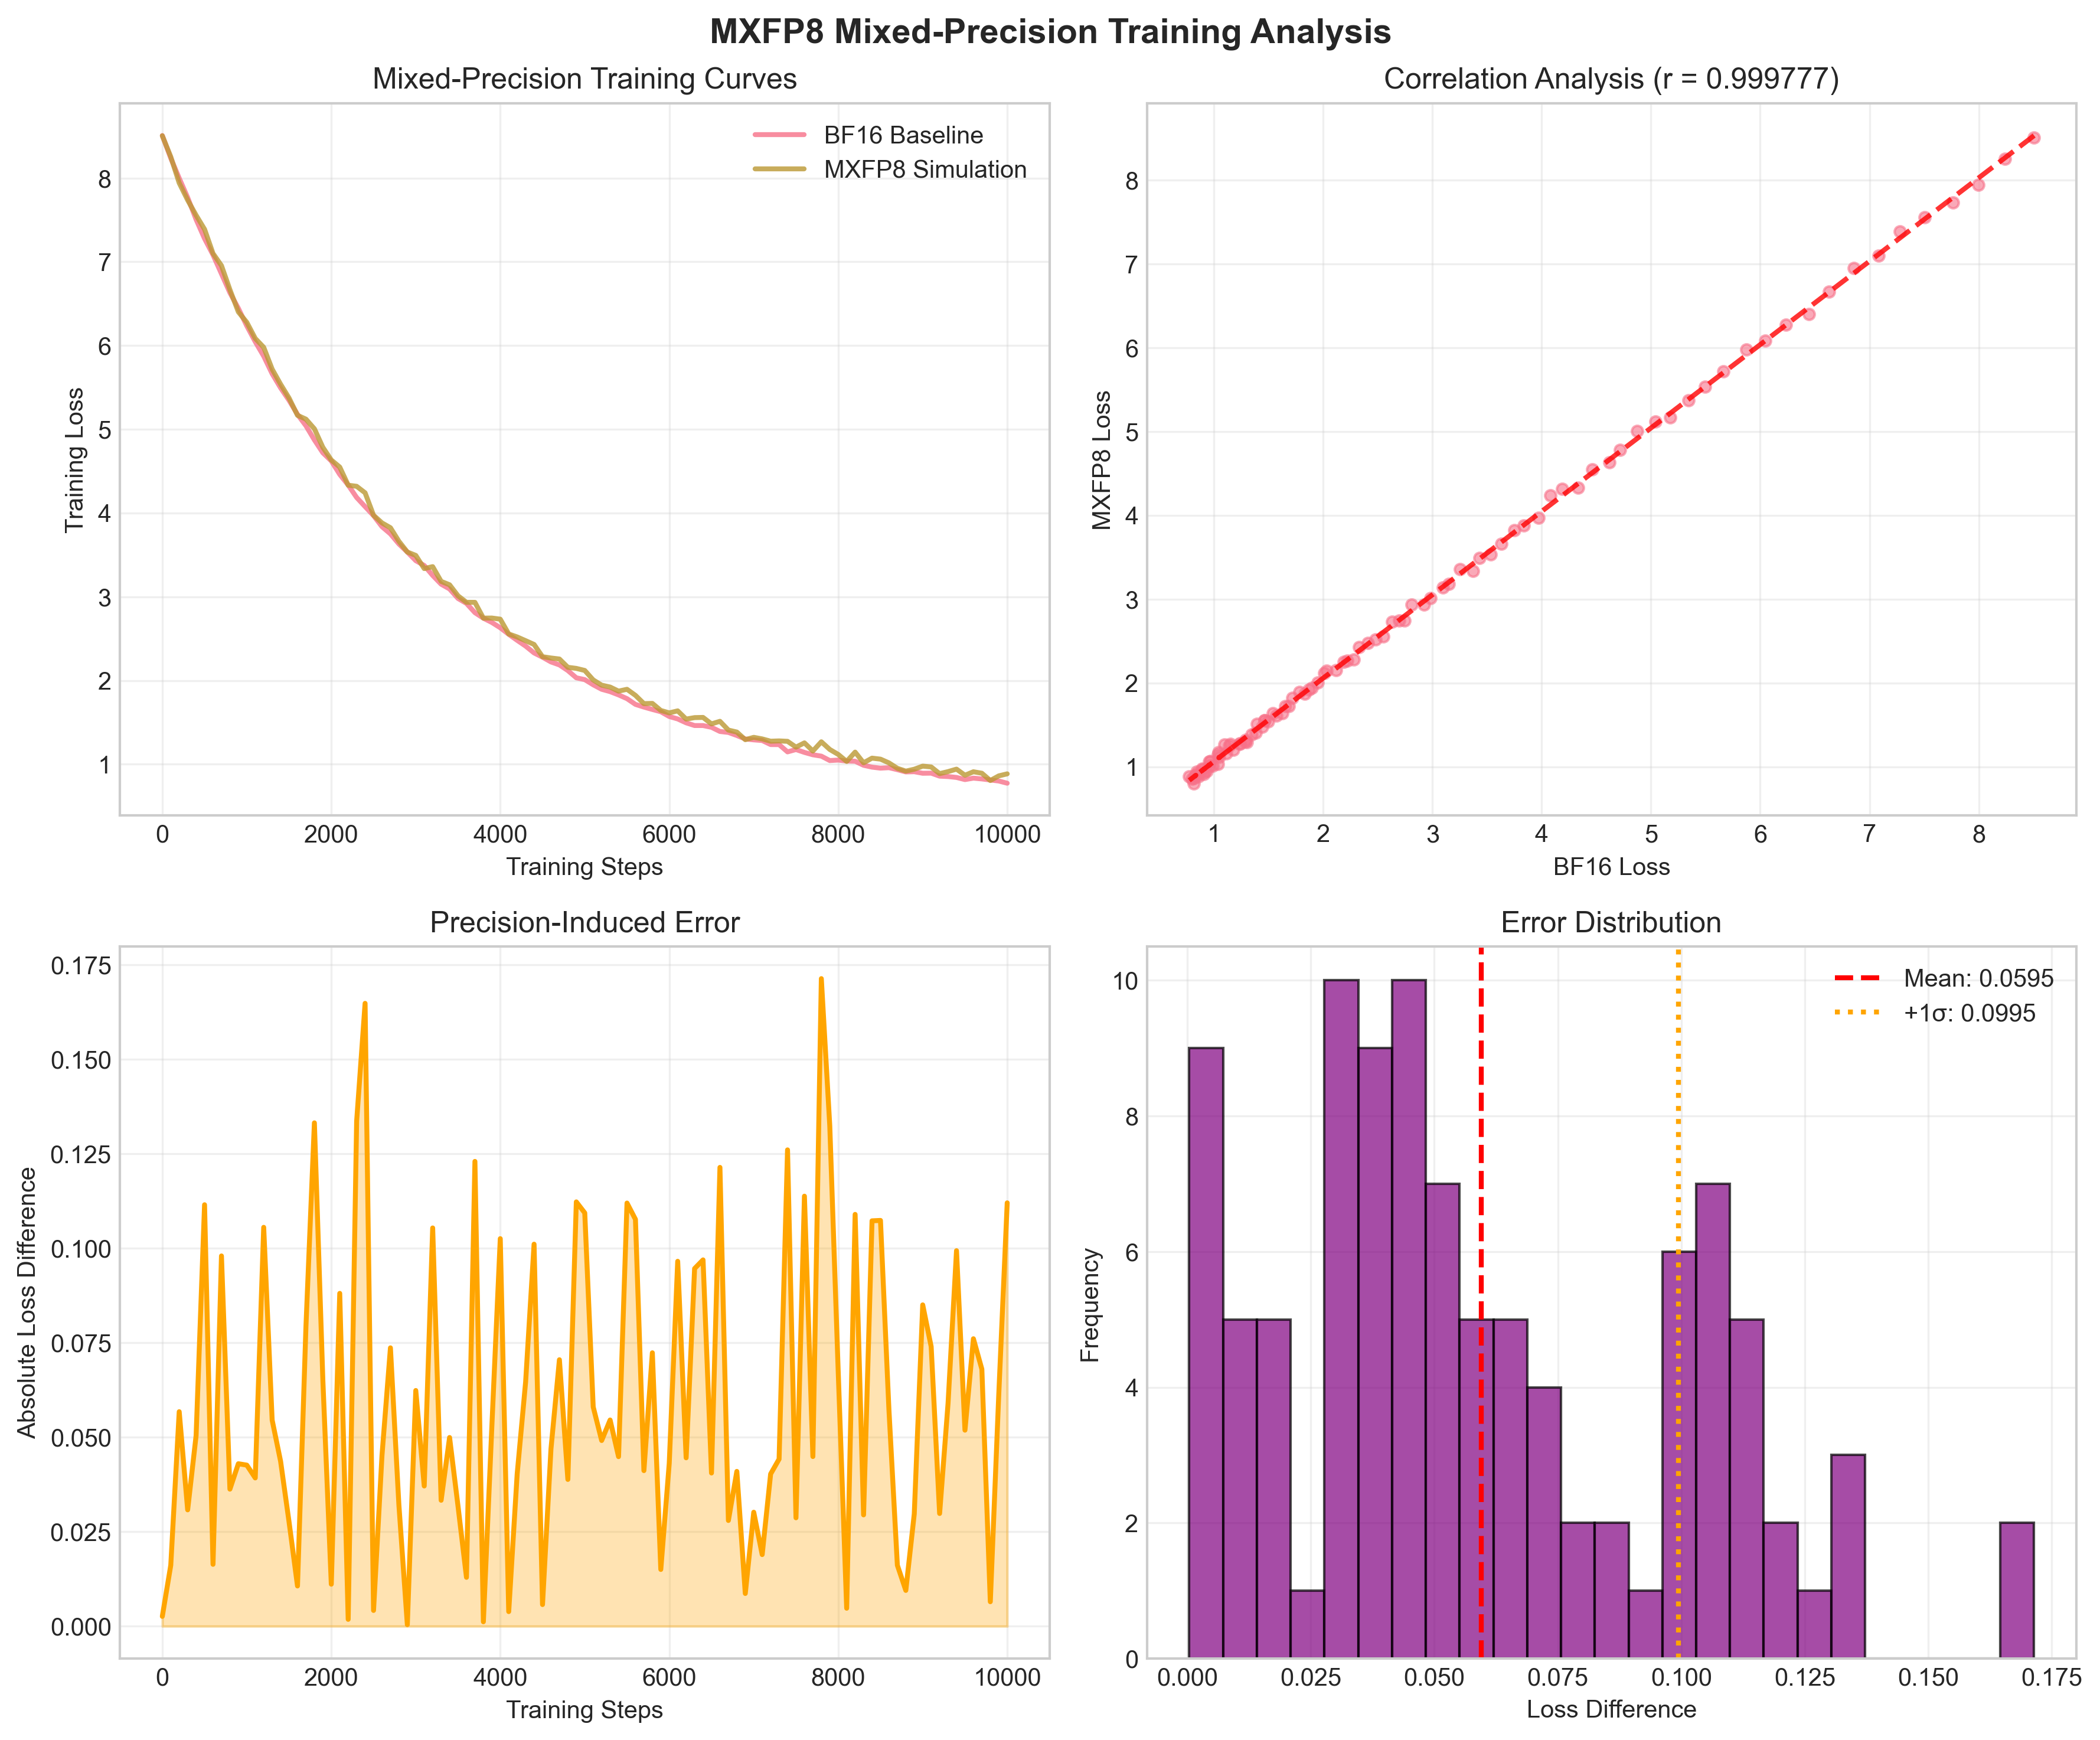 MXFP8 Mixed-Precision Training Analysis
Mixed-Precision Training Curves
BF16 Baseline
MXFP8 Simulation
8
7
6
5
4
3
2
1
Training Loss
0 2000 4000 6000 8000 10000
Training Steps
Correlation Analysis (r = 0.999777)
8
7
6
5
4
3
2
1
MXFP8 Loss
1 2 3 4 5 6 7 8
BF16 Loss
Precision-Induced Error
0.175
0.150
0.125
0.100
0.075
0.050
0.025
0.000
Absolute Loss Difference
0 2000 4000 6000 8000 10000
Training Steps
Error Distribution
Mean: 0.0595
+1σ: 0.0995
10
8
6
4
2
0
Frequency
0.000 0.025 0.050 0.075 0.100 0.125 0.150 0.175
Loss Difference